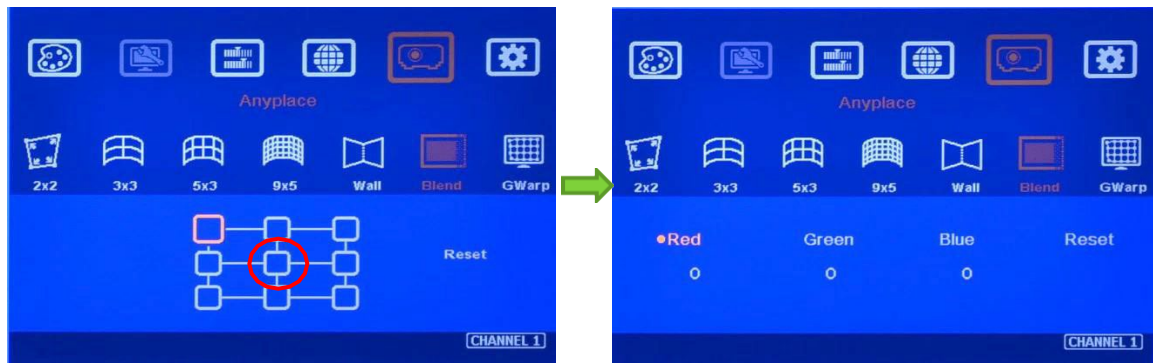 Anyplace
2x2 3x3 5x3 9x5 Wall Blend GWarp
Reset
CHANNEL 1
Anyplace
2x2 3x3 5x3 9x5 Wall Blend GWarp
Red Green Blue Reset
0 0 0
CHANNEL 1